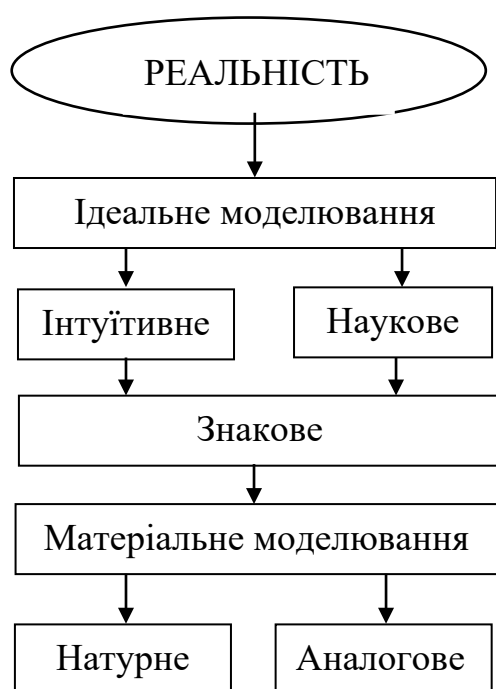 РЕАЛЬНІСТЬ
Ідеальне моделювання
Інтуїтивне
Наукове
Знакове
Матеріальне моделювання
Натурне
Аналогове